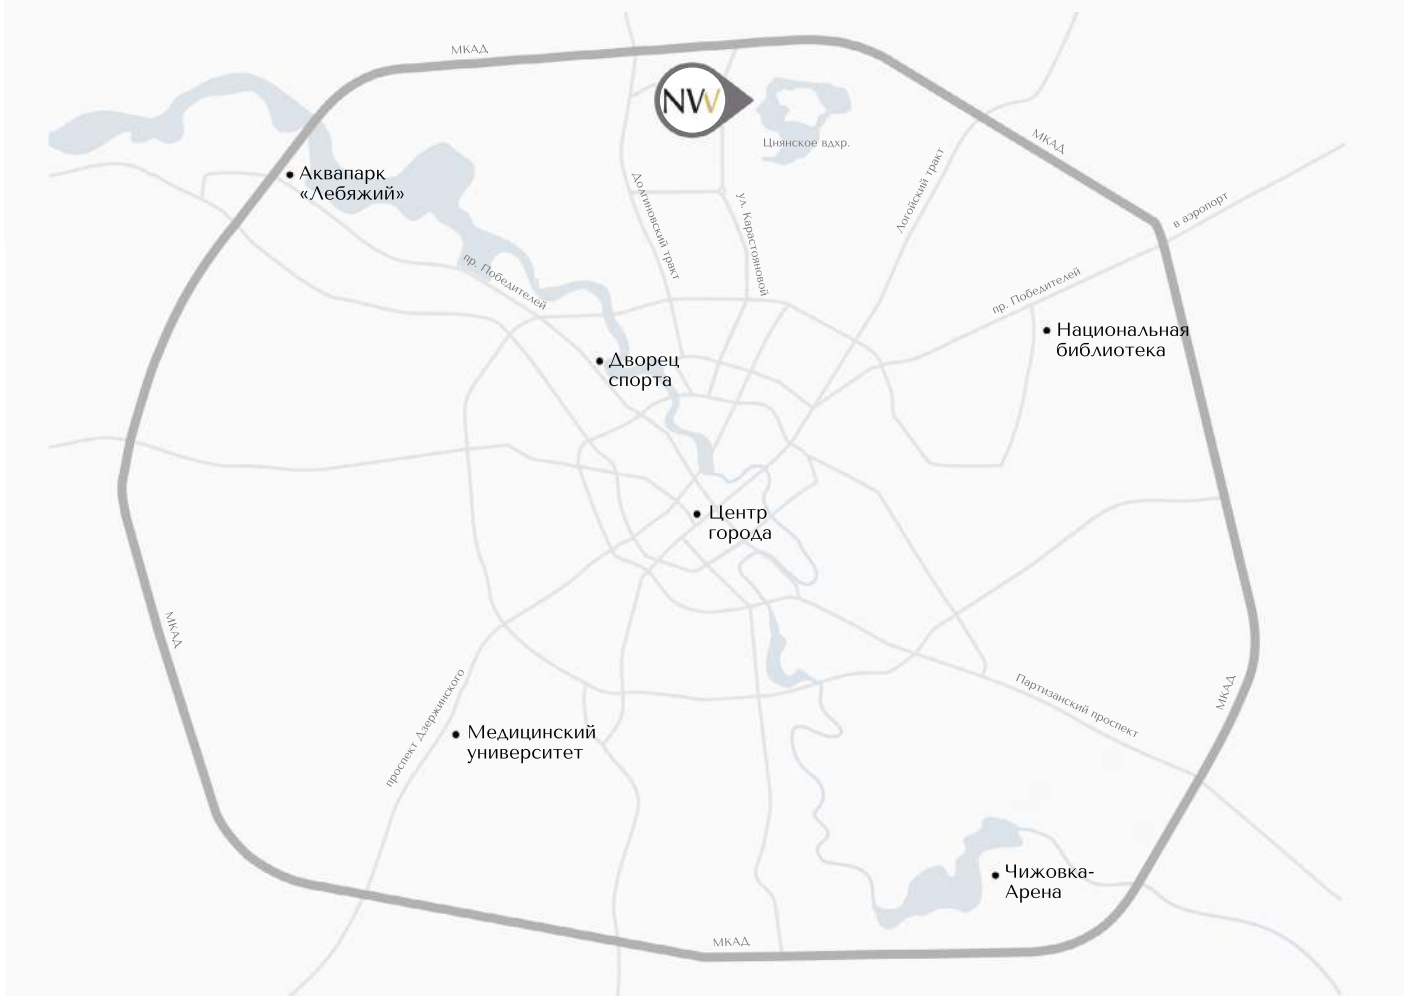 МКАД
NW
Цнянское вдхр.
МКАД
Аквапарк
«Лебяжий»
Долгиновский тракт
ул. Карастояновой
Логойский тракт
в аэропорт
пр. Победителей
пр. Победителей
Национальная
библиотека
Дворец
спорта
Центр
города
МКАД
проспект Дзержинского
Партизанский проспект
МКАД
Медицинский
университет
Чижовка-
Арена
МКАД